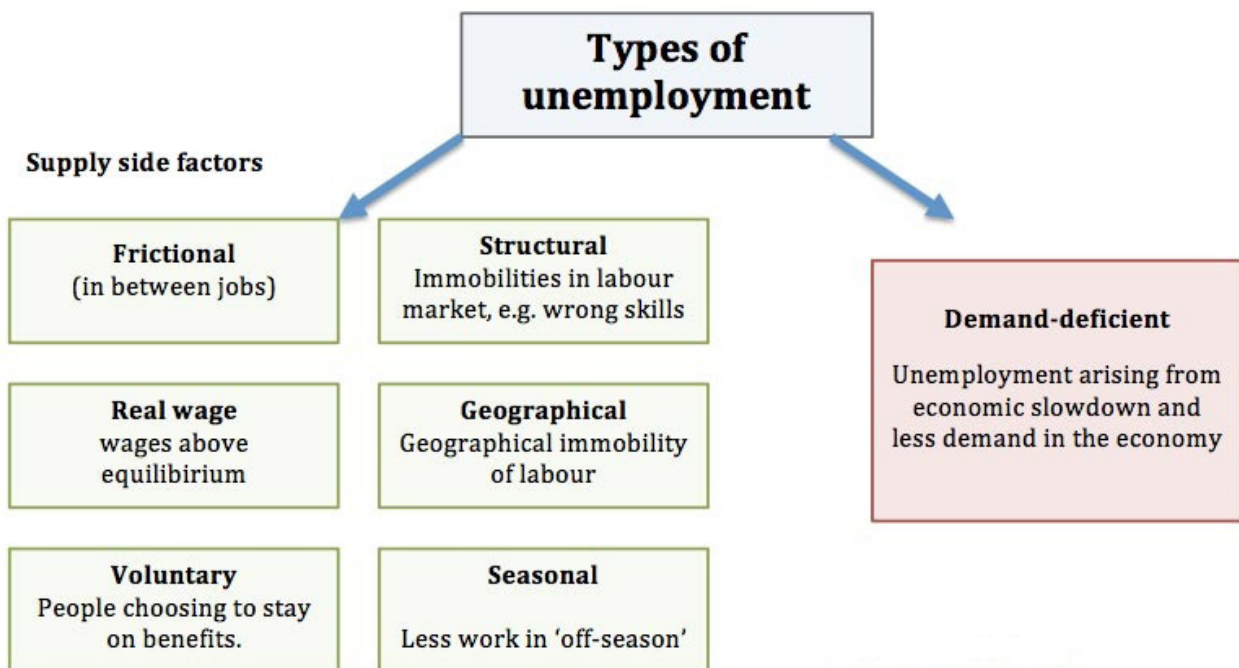 Types of
unemployment
Supply side factors
Frictional
(in between jobs)
Structural
Immobilities in labour
market, e.g. wrong skills
Real wage
wages above
equilibirium
Geographical
Geographical immobility
of labour
Voluntary
People choosing to stay
on benefits.
Seasonal
Less work in ‘off-season’
Demand-deficient
Unemployment arising from
economic slowdown and
less demand in the economy